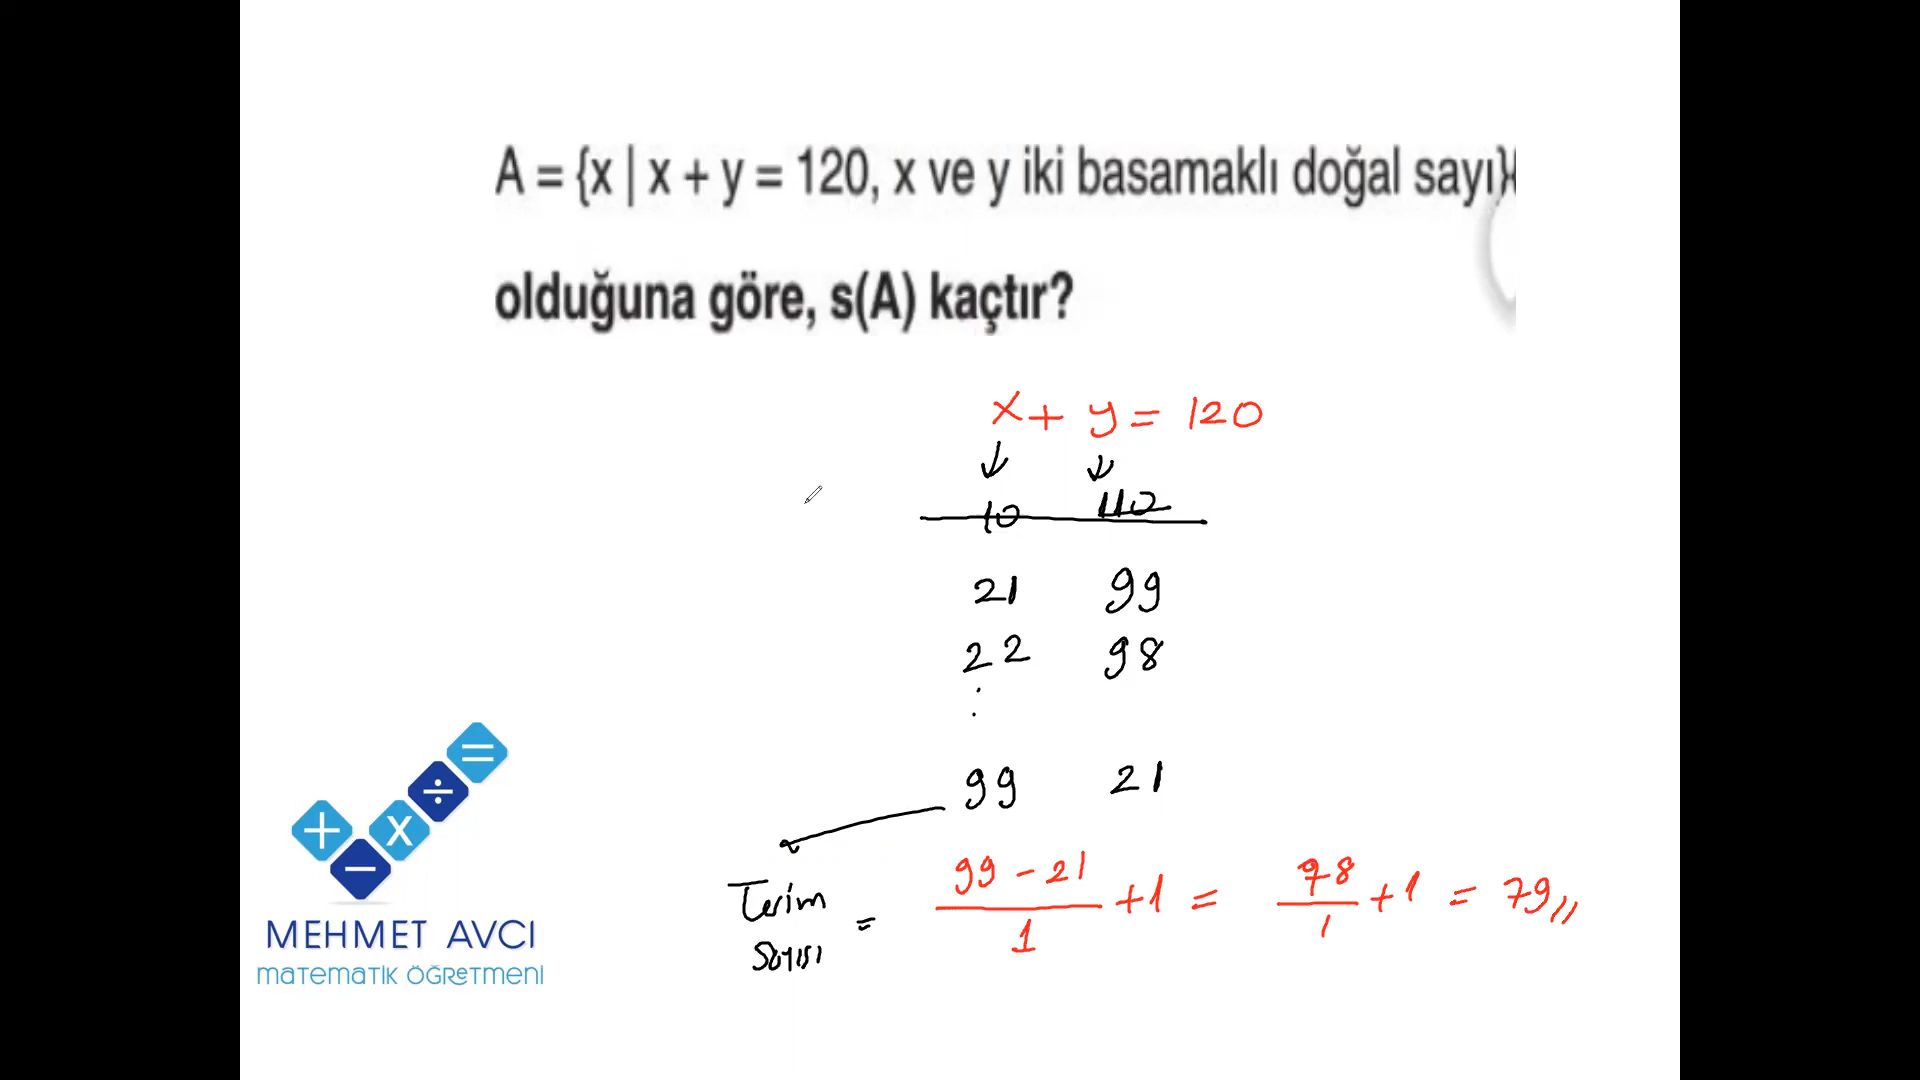 A = {x | x + y = 120, x ve y iki basamaklı doğal sayı}
olduğuna göre, s(A) kaçtır?
x + y = 120
10 110
21 99
22 98
:
99 21
Terim Sayısı = 99 - 21 / 1 + 1 = 78 / 1 + 1 = 79,,
MEHMET AVCI
matematik öğretmeni